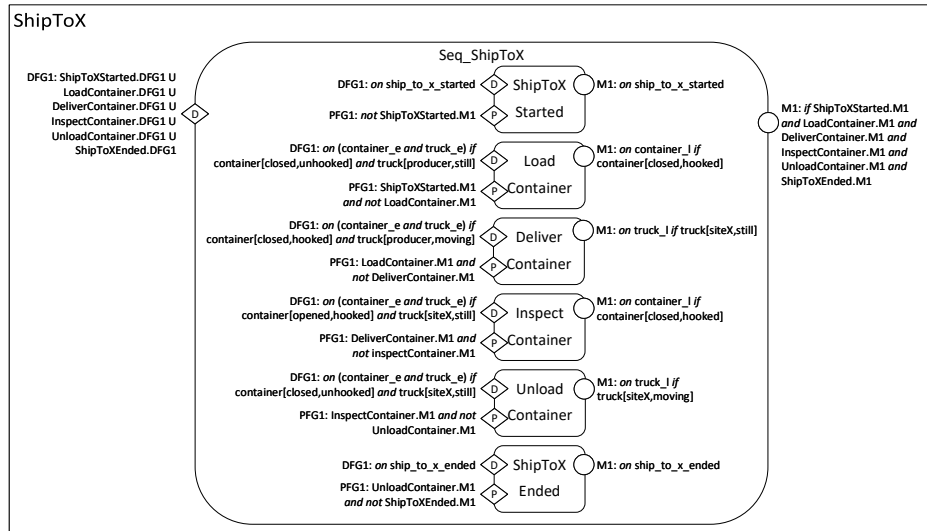 ShipToX
Seq_ShipToX
DFG1: ShipToXStarted.DFG1 U
LoadContainer.DFG1 U
DeliverContainer.DFG1 U
InspectContainer.DFG1 U
UnloadContainer.DFG1 U
ShipToXEnded.DFG1
D
DFG1: on ship_to_x_started
D
PFG1: not ShipToXStarted.M1
P
ShipToX
Started
M1: on ship_to_x_started
DFG1: on (container_e and truck_e) if
container[closed,unhooked] and truck[producer,still]
D
PFG1: ShipToXStarted.M1
and not LoadContainer.M1
P
Load
Container
M1: on container_l if
container[closed,hooked]
DFG1: on (container_e and truck_e) if
container[closed,hooked] and truck[producer,moving]
D
PFG1: LoadContainer.M1 and
not DeliverContainer.M1
P
Deliver
Container
M1: on truck_l if truck[siteX,still]
DFG1: on (container_e and truck_e) if
container[opened,hooked] and truck[siteX,still]
D
PFG1: DeliverContainer.M1 and
not inspectContainer.M1
P
Inspect
Container
M1: on container_l if
container[closed,hooked]
DFG1: on (container_e and truck_e) if
container[closed,unhooked] and truck[siteX,still]
D
PFG1: InspectContainer.M1 and not
UnloadContainer.M1
P
Unload
Container
M1: on truck_l if
truck[siteX,moving]
DFG1: on ship_to_x_ended
D
PFG1: UnloadContainer.M1
and not ShipToXEnded.M1
P
ShipToX
Ended
M1: on ship_to_x_ended
M1: if ShipToXStarted.M1
and LoadContainer.M1 and
DeliverContainer.M1 and
InspectContainer.M1 and
UnloadContainer.M1 and
ShipToXEnded.M1